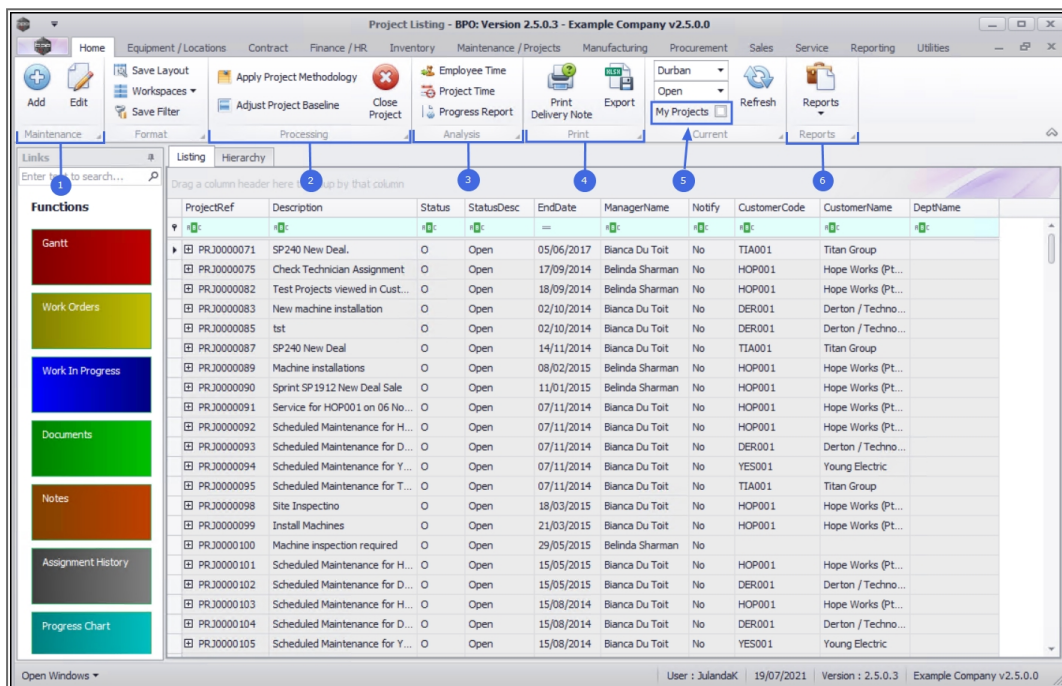 Project Listing - BPO: Version 2.5.0.3 - Example Company v2.5.0.0
Home Equipment / Locations Contract Finance / HR Inventory Maintenance / Projects Manufacturing Procurement Sales Service Reporting Utilities
Add Edit Save Layout Workspaces Save Filter Apply Project Methodology Adjust Project Baseline Close Project Employee Time Project Time Progress Report Print Delivery Note Export Durban Open My Projects Refresh Reports
Maintenance Format Processing Analysis Print Current Reports
1 2 3 4 5 6
Links Listing Hierarchy
Enter to search... Drag a column header here by that column
Functions
ProjectRef Description Status StatusDesc EndDate ManagerName Notify CustomerCode CustomerName DeptName
PRJ0000071 SP240 New Deal. O Open 05/06/2017 Bianca Du Toit No TIA001 Titan Group
PRJ0000075 Check Technician Assignment O Open 17/09/2014 Belinda Sharman No HOP001 Hope Works (Pt...
PRJ0000082 Test Projects viewed in Cust... O Open 18/09/2014 Belinda Sharman No HOP001 Hope Works (Pt...
PRJ0000083 New machine installation O Open 02/10/2014 Bianca Du Toit No DER001 Derton / Techno...
PRJ0000085 tst O Open 02/10/2014 Bianca Du Toit No DER001 Derton / Techno...
PRJ0000087 SP240 New Deal O Open 14/11/2014 Bianca Du Toit No TIA001 Titan Group
PRJ0000089 Machine installations O Open 08/02/2015 Belinda Sharman No HOP001 Hope Works (Pt...
PRJ0000090 Sprint SP1912 New Deal Sale O Open 11/01/2015 Belinda Sharman No HOP001 Hope Works (Pt...
PRJ0000091 Service for HOP001 on 06 No... O Open 07/11/2014 Bianca Du Toit No HOP001 Hope Works (Pt...
PRJ0000092 Scheduled Maintenance for H... O Open 07/11/2014 Bianca Du Toit No HOP001 Hope Works (Pt...
PRJ0000093 Scheduled Maintenance for D... O Open 07/11/2014 Bianca Du Toit No DER001 Derton / Techno...
PRJ0000094 Scheduled Maintenance for Y... O Open 07/11/2014 Bianca Du Toit No YES001 Young Electric
PRJ0000095 Scheduled Maintenance for T... O Open 07/11/2014 Bianca Du Toit No TIA001 Titan Group
PRJ0000098 Site Inspectino O Open 18/03/2015 Bianca Du Toit No HOP001 Hope Works (Pt...
PRJ0000099 Install Machines O Open 21/03/2015 Bianca Du Toit No HOP001 Hope Works (Pt...
PRJ0000100 Machine inspection required O Open 29/05/2015 Belinda Sharman No
PRJ0000101 Scheduled Maintenance for H... O Open 15/05/2015 Bianca Du Toit No HOP001 Hope Works (Pt...
PRJ0000102 Scheduled Maintenance for D... O Open 15/05/2015 Bianca Du Toit No DER001 Derton / Techno...
PRJ0000103 Scheduled Maintenance for H... O Open 15/08/2014 Bianca Du Toit No HOP001 Hope Works (Pt...
PRJ0000104 Scheduled Maintenance for D... O Open 15/08/2014 Bianca Du Toit No DER001 Derton / Techno...
PRJ0000105 Scheduled Maintenance for Y... O Open 15/08/2014 Bianca Du Toit No YES001 Young Electric
Gantt
Work Orders
Work In Progress
Documents
Notes
Assignment History
Progress Chart
Open Windows User : JulandaK 19/07/2021 Version : 2.5.0.3 Example Company v2.5.0.0